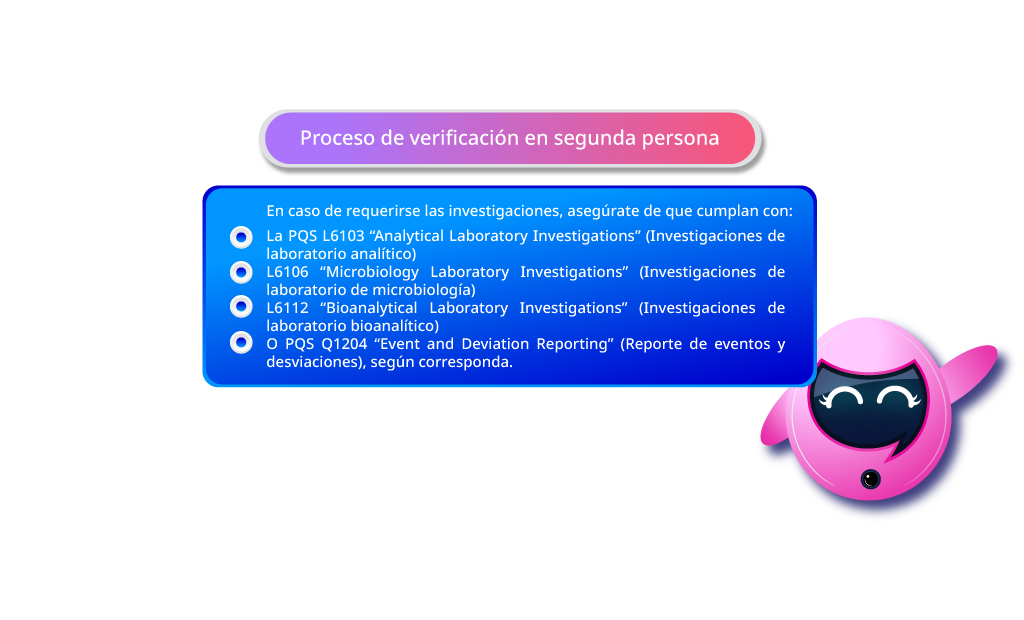 Proceso de verificación en segunda persona
En caso de requerirse las investigaciones, asegúrate de que cumplan con:
La PQS L6103 “Analytical Laboratory Investigations” (Investigaciones de
laboratorio analítico)
L6106 “Microbiology Laboratory Investigations” (Investigaciones de
laboratorio de microbiología)
L6112 “Bioanalytical Laboratory Investigations” (Investigaciones de
laboratorio bioanalítico)
O PQS Q1204 “Event and Deviation Reporting” (Reporte de eventos y
desviaciones), según corresponda.